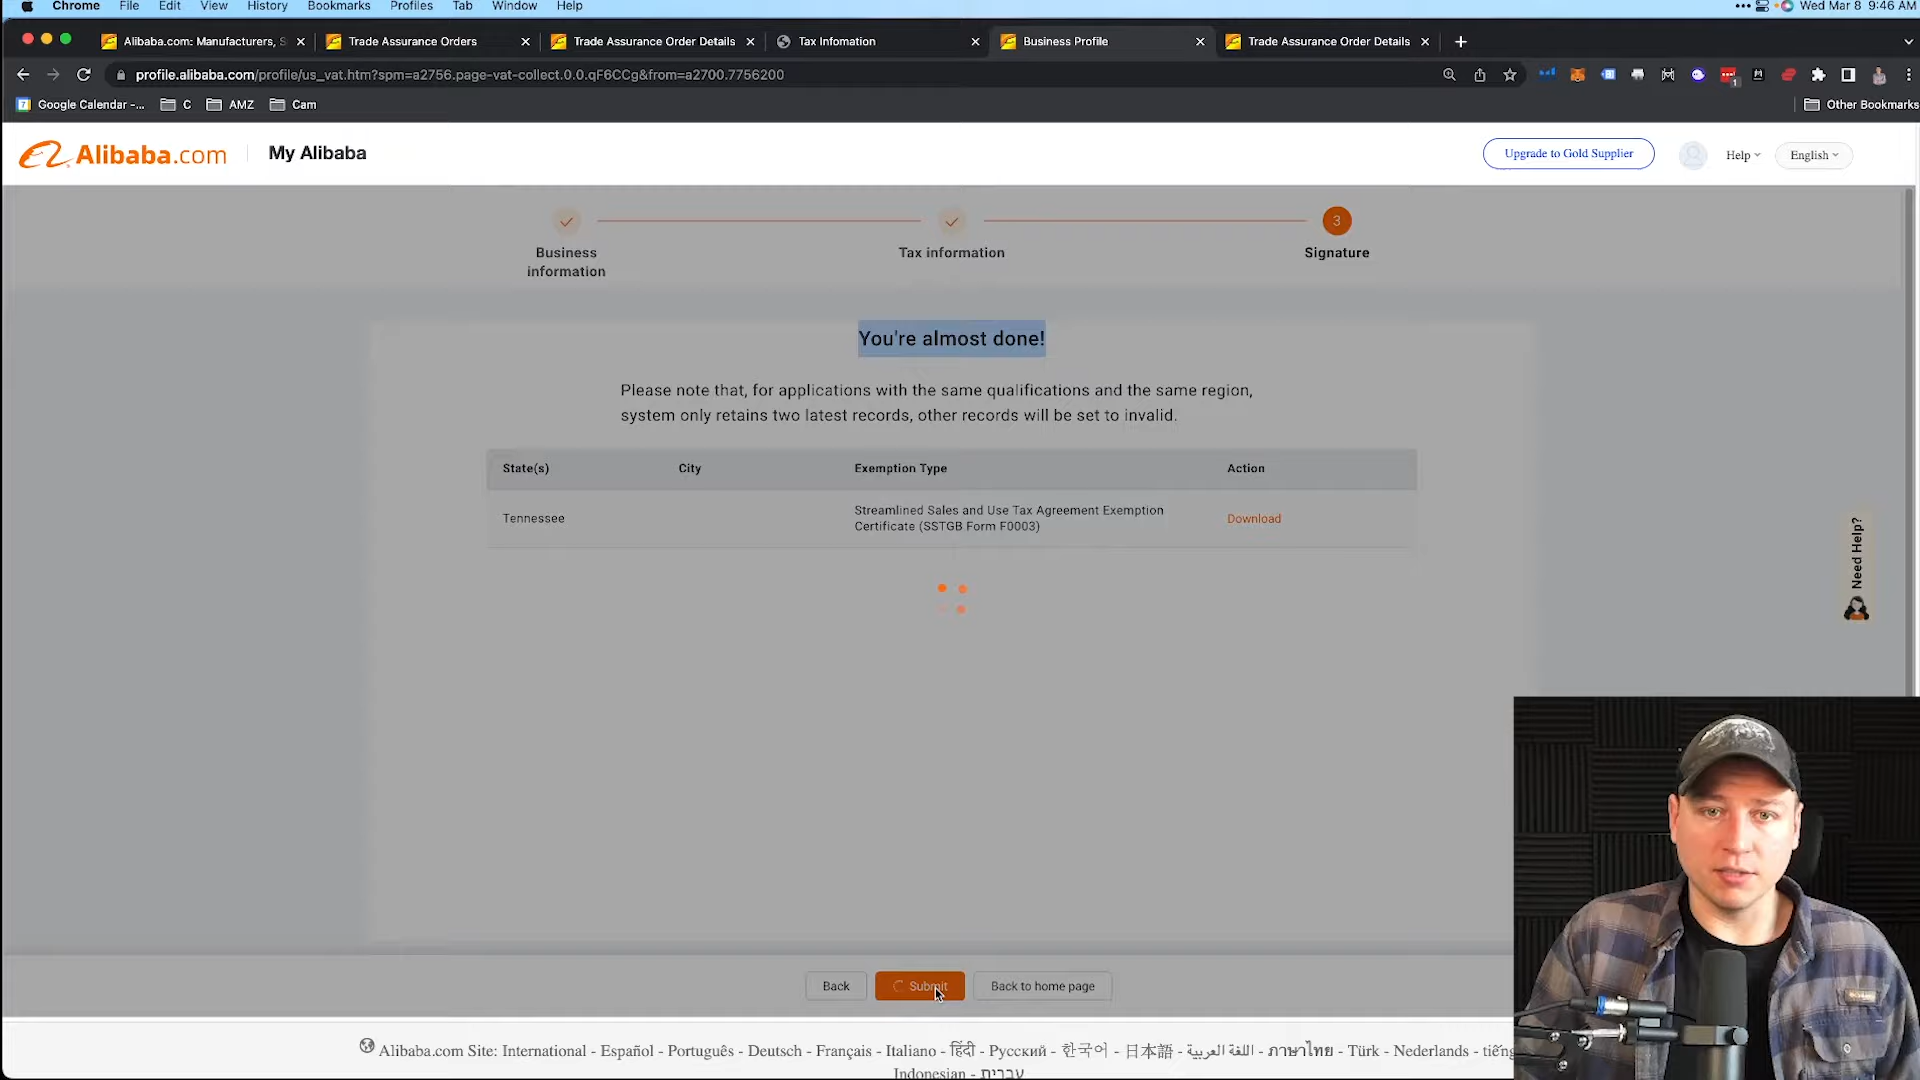 Chrome File Edit View History Bookmarks Profiles Tab Window Help Wed Mar 8 9:46 AM
Alibaba.com: Manufacturers, S Trade Assurance Orders Trade Assurance Order Details Tax Infomation Business Profile Trade Assurance Order Details
profile.alibaba.com/profile/us_vat.htm?spm=a2756.page-vat-collect.0.0.qF6CCg&from=a2700.7756200
Google Calendar -... C AMZ Cam Other Bookmarks
Alibaba.com My Alibaba Upgrade to Gold Supplier Help English
3
Business information
Tax information
Signature
You're almost done!
Please note that, for applications with the same qualifications and the same region,
system only retains two latest records, other records will be set to invalid.
State(s) City Exemption Type Action
Tennessee Streamlined Sales and Use Tax Agreement Exemption Certificate (SSTGB Form F0003) Download
Need Help?
Back Submit Back to home page
Alibaba.com Site: International - Español - Português - Deutsch - Français - Italiano - हिंदी - Русский - 한국어 - 日本語 - اللغة العربية - ภาษาไทย - Türk - Nederlands - tiếng
Indonesian - עברית